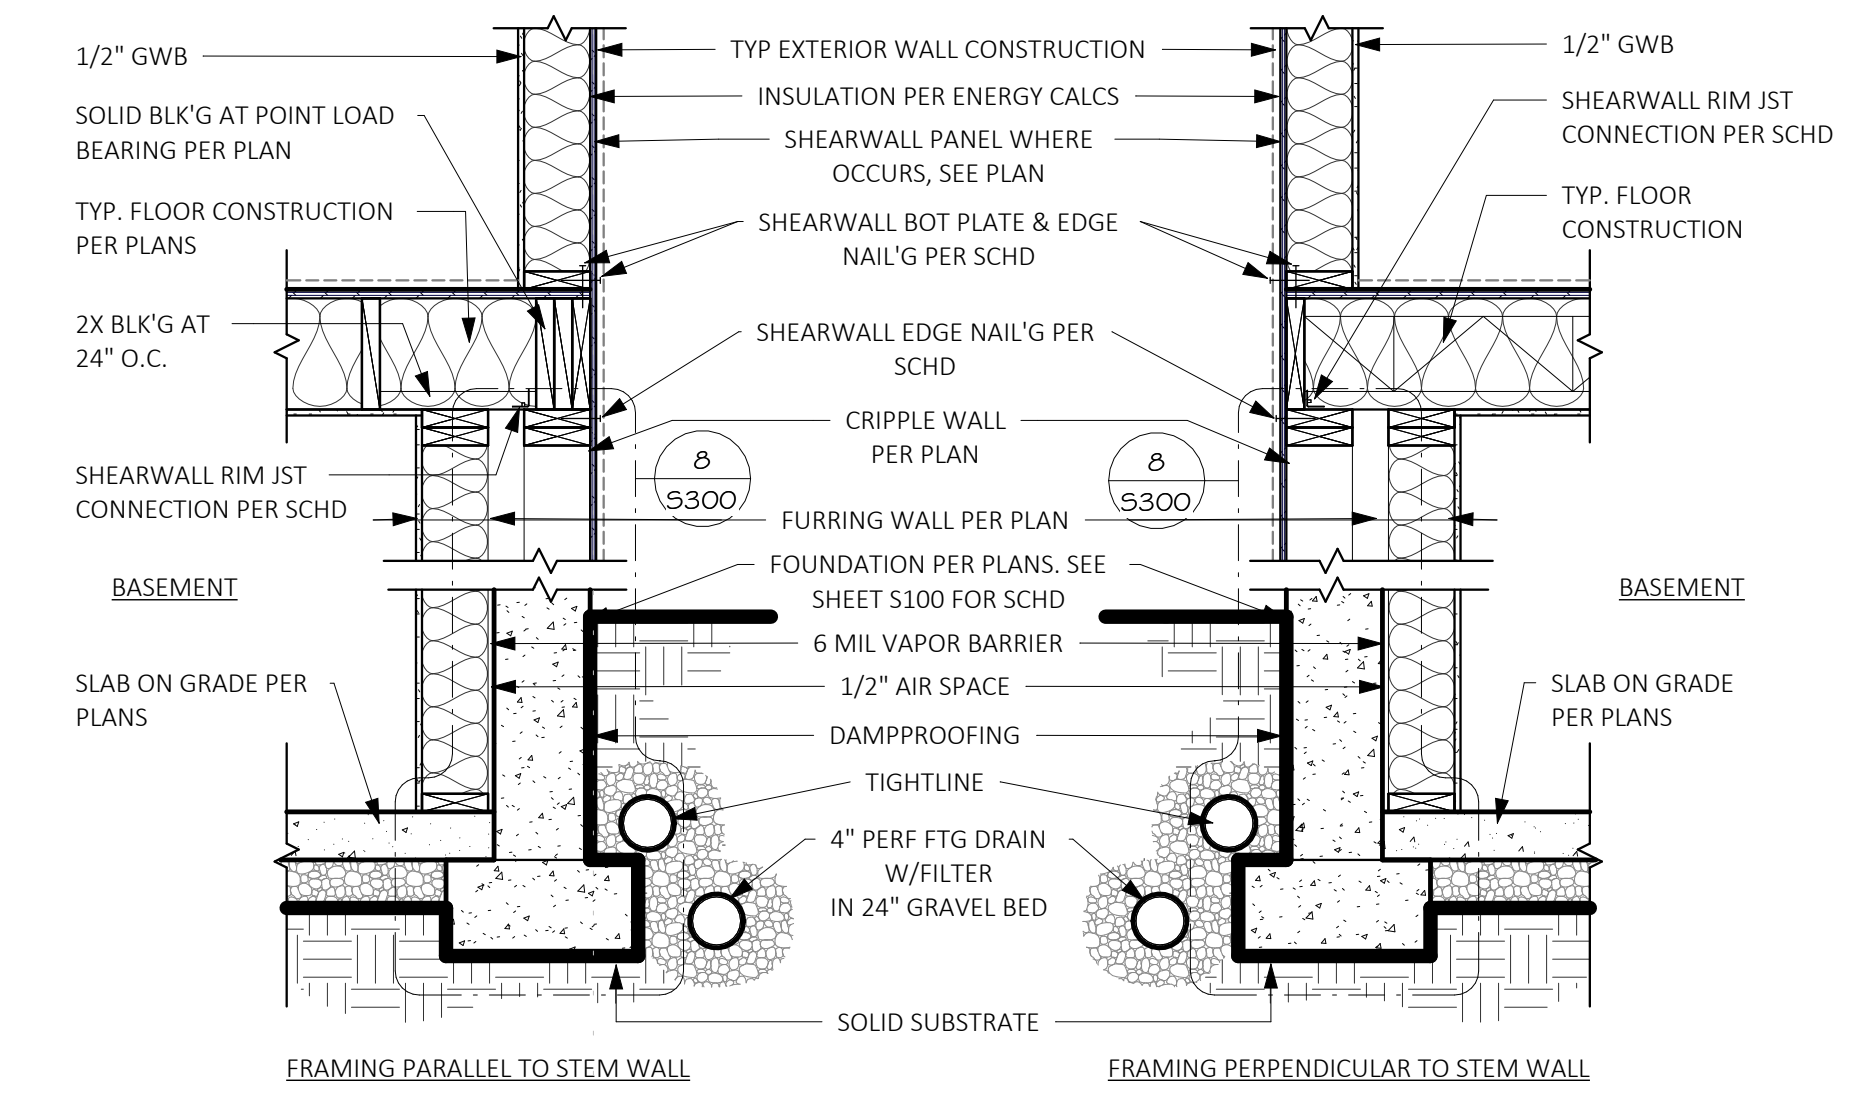 1/2" GWB
SOLID BLK'G AT POINT LOAD
BEARING PER PLAN
TYP. FLOOR CONSTRUCTION
PER PLANS
2X BLK'G AT
24" O.C.
SHEARWALL RIM JST
CONNECTION PER SCHD
BASEMENT
SLAB ON GRADE PER
PLANS
TYP EXTERIOR WALL CONSTRUCTION
INSULATION PER ENERGY CALCS
SHEARWALL PANEL WHERE
OCCURS, SEE PLAN
SHEARWALL BOT PLATE & EDGE
NAIL'G PER SCHD
SHEARWALL EDGE NAIL'G PER
SCHD
CRIPPLE WALL
PER PLAN
8
S300
8
S300
FURRING WALL PER PLAN
FOUNDATION PER PLANS. SEE
SHEET S100 FOR SCHD
6 MIL VAPOR BARRIER
1/2" AIR SPACE
DAMPPROOFING
TIGHTLINE
4" PERF FTG DRAIN
W/FILTER
IN 24" GRAVEL BED
SOLID SUBSTRATE
1/2" GWB
SHEARWALL RIM JST
CONNECTION PER SCHD
TYP. FLOOR
CONSTRUCTION
BASEMENT
SLAB ON GRADE
PER PLANS
FRAMING PARALLEL TO STEM WALL
FRAMING PERPENDICULAR TO STEM WALL